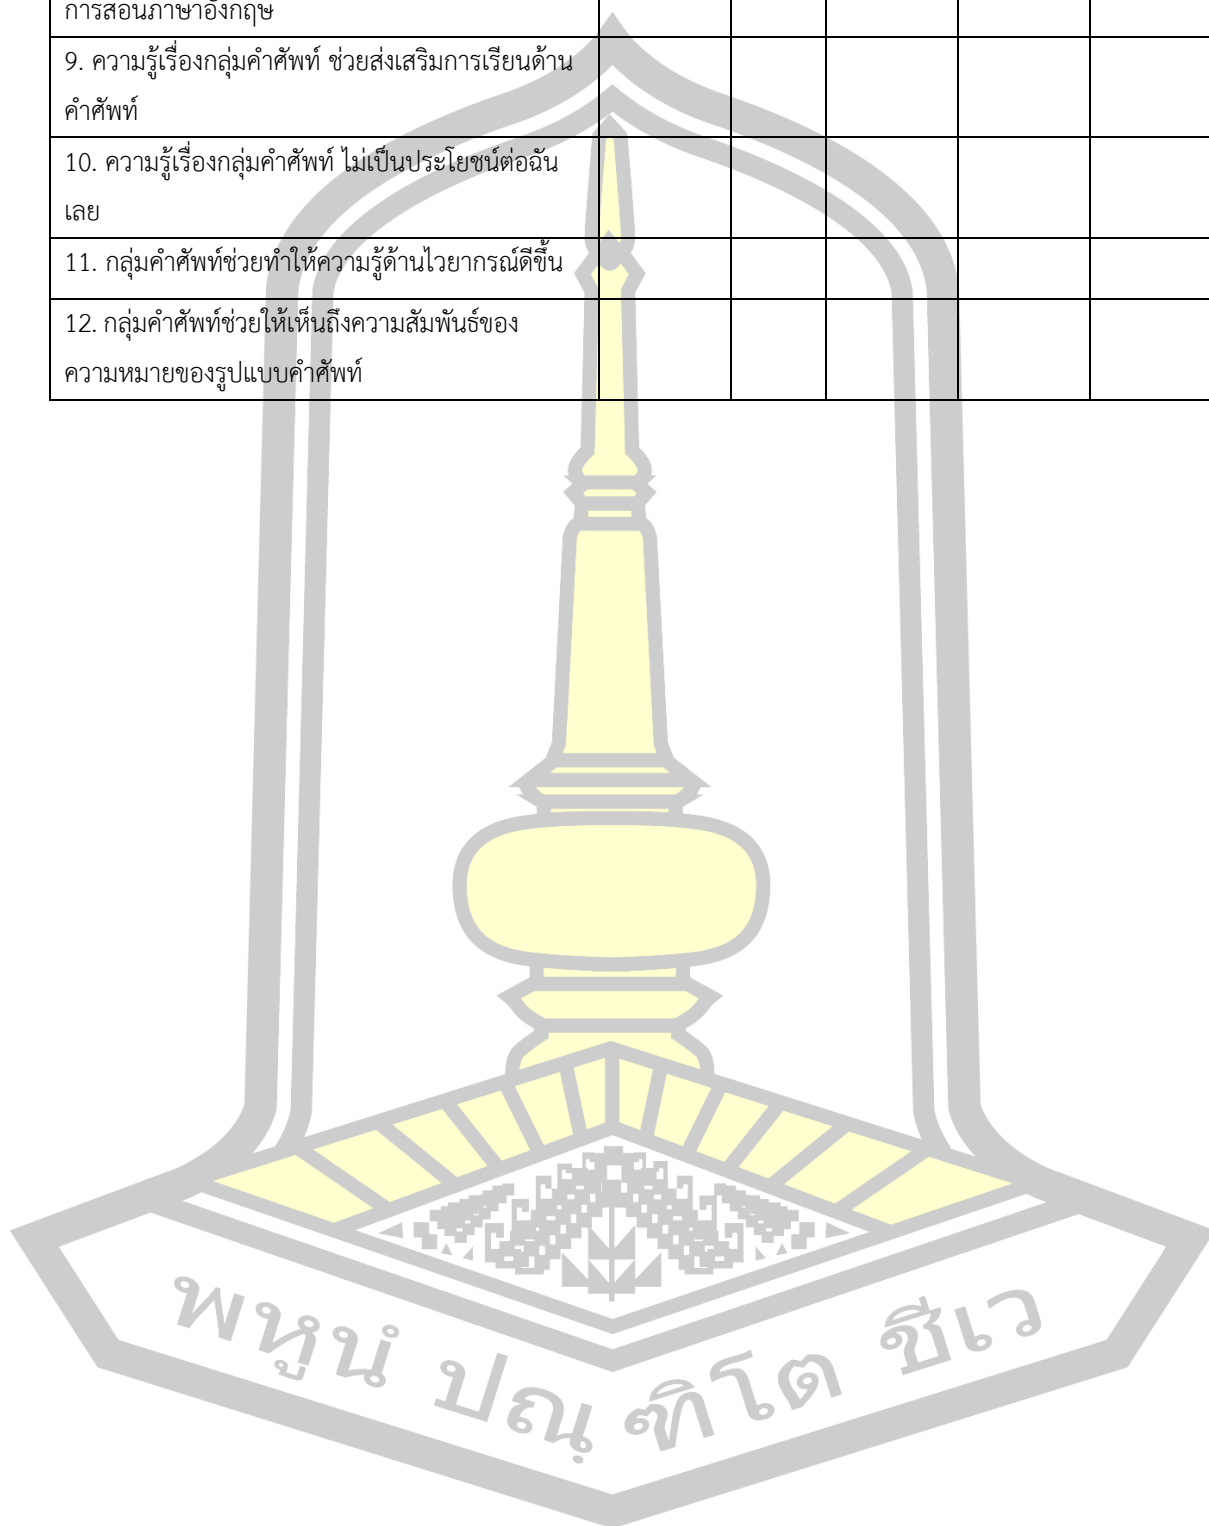 การสอนภาษาอังกฤษ
9. ความรู้เรื่องกลุ่มคำศัพท์ ช่วยส่งเสริมการเรียนด้าน
คำศัพท์
10. ความรู้เรื่องกลุ่มคำศัพท์ ไม่เป็นประโยชน์ต่อฉัน
เลย
11. กลุ่มคำศัพท์ช่วยทำให้ความรู้ด้านไวยากรณ์ดีขึ้น
12. กลุ่มคำศัพท์ช่วยให้เห็นถึงความสัมพันธ์ของ
ความหมายของรูปแบบคำศัพท์
พหูนํ ปณฺฑิโต ชีเว